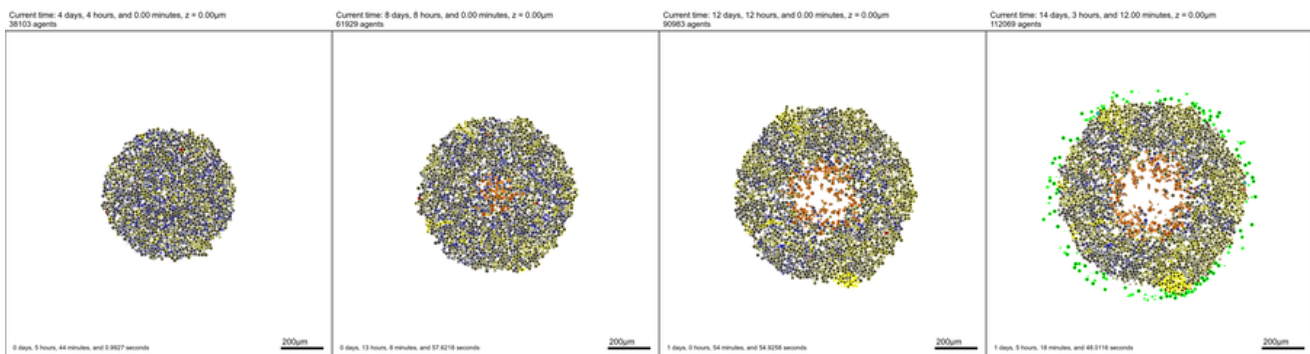 Current time: 4 days, 4 hours, and 0.00 minutes, z = 0.00μm
38103 agents
200μm
0 days, 5 hours, 44 minutes, and 0.9927 seconds
Current time: 8 days, 8 hours, and 0.00 minutes, z = 0.00μm
61929 agents
200μm
0 days, 13 hours, 8 minutes, and 57.6218 seconds
Current time: 12 days, 12 hours, and 0.00 minutes, z = 0.00μm
90983 agents
200μm
1 days, 0 hours, 54 minutes, and 54.9258 seconds
Current time: 14 days, 3 hours, and 12.00 minutes, z = 0.00μm
112069 agents
200μm
1 days, 5 hours, 18 minutes, and 48.0116 seconds